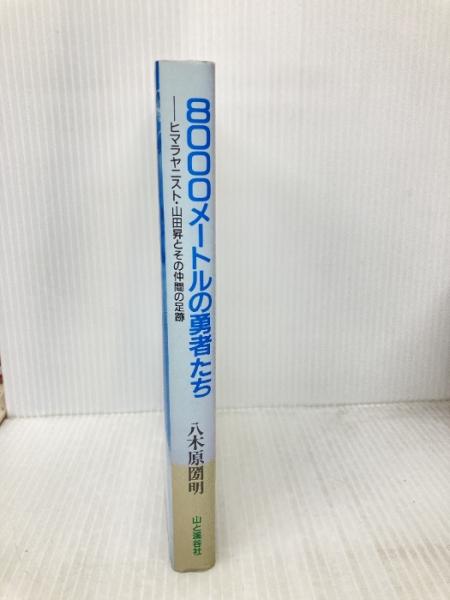 8000メートルの勇者たち
――ヒマラヤニスト・山田昇とその仲間の足跡
八木原圀明
山と溪谷社